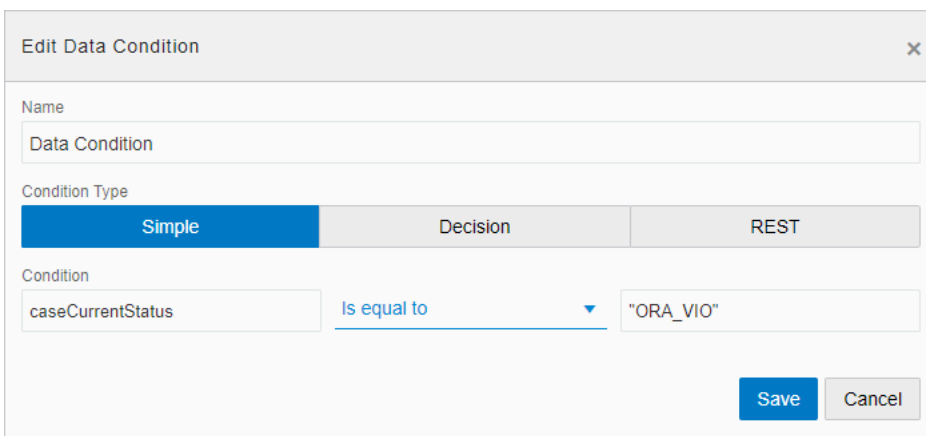 Edit Data Condition
×
Name
Data Condition
Condition Type
Simple Decision REST
Condition
caseCurrentStatus Is equal to "ORA_VIO"
Save Cancel